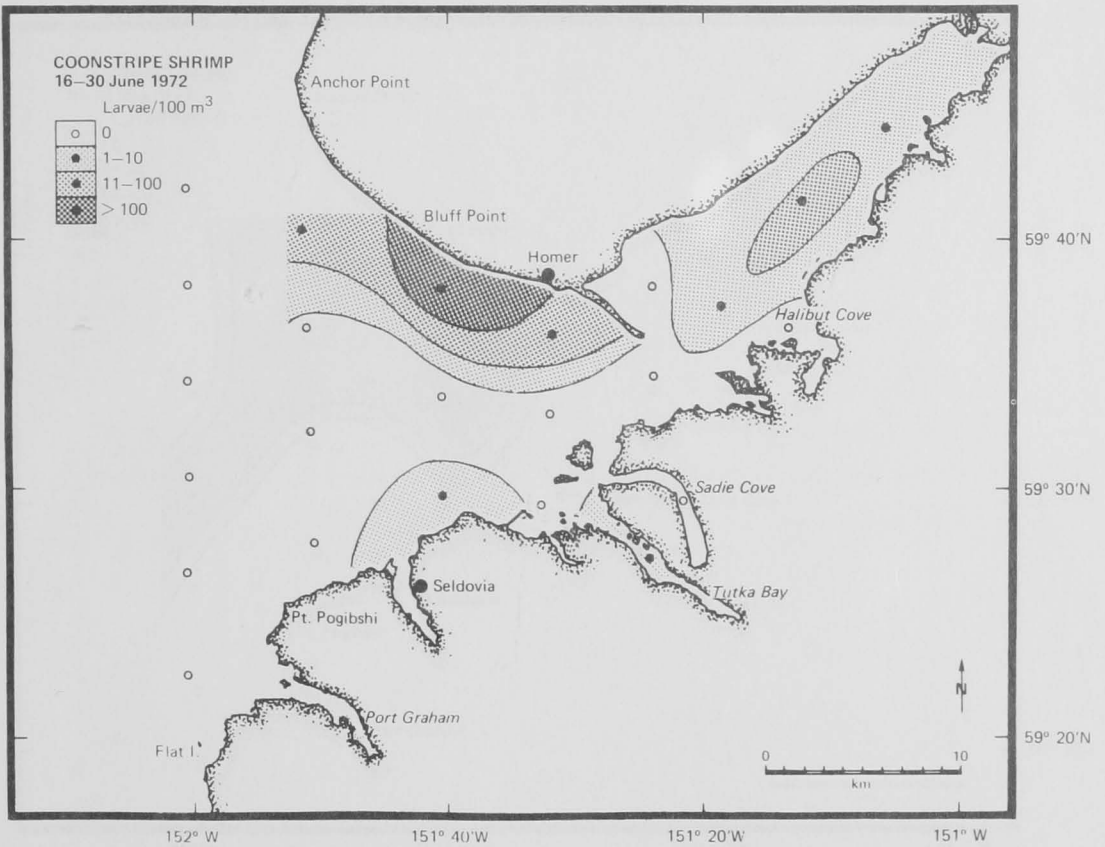 COONSTRIPE SHRIMP
16–30 June 1972
Larvae/100 m³
0
1–10
11–100
> 100
Anchor Point
Bluff Point
Homer
59° 40'N
Halibut Cove
59° 30'N
Sadie Cove
Seldovia
Tutka Bay
Pt. Pogibshi
N
Port Graham
59° 20'N
Flat I.
0 10
km
152° W 151° 40'W 151° 20'W 151° W